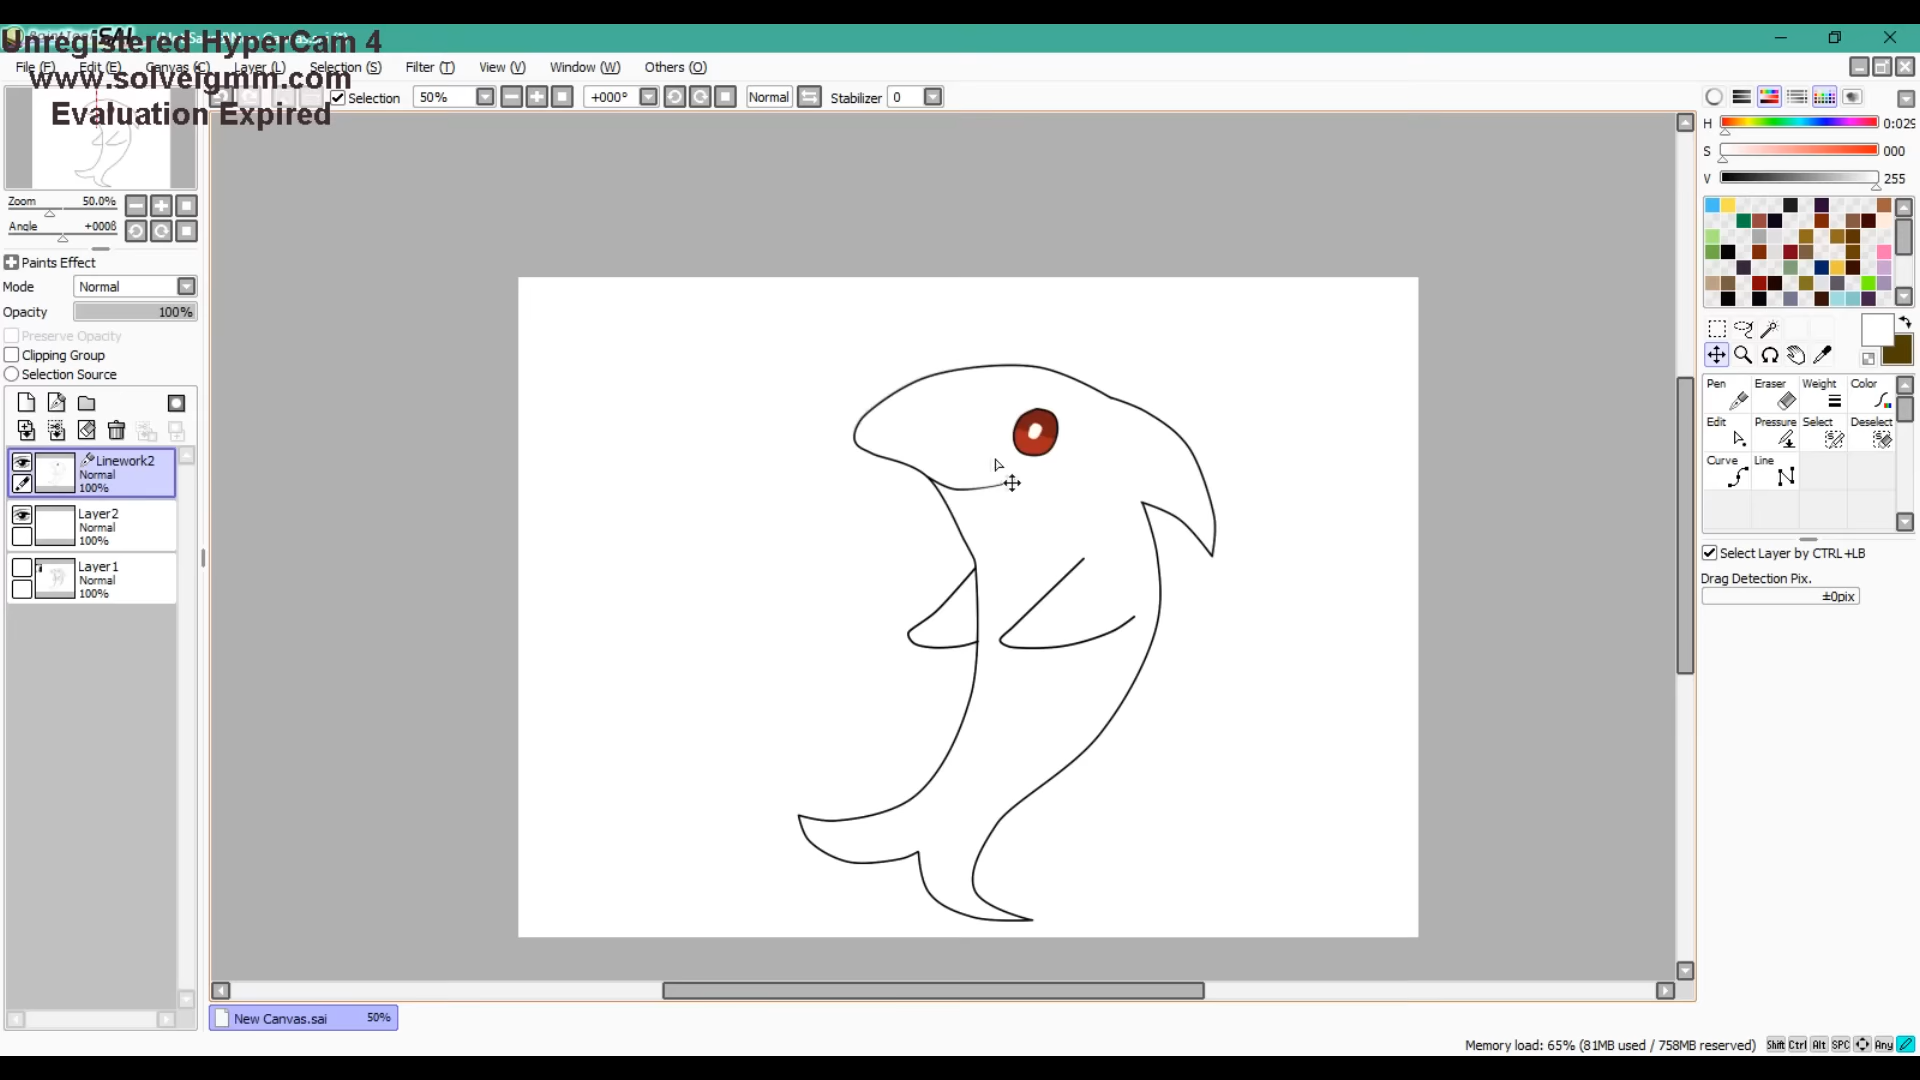 Unregistered HyperCam 4
www.solveigmm.com
Evaluation Expired
File (F) Edit (E) Canvas (C) Layer (L) Selection (S) Filter (T) View (V) Window (W) Others (O)
Selection 50% +000° Normal Stabilizer 0
Zoom 50.0%
Angle +0008
Paints Effect
Mode Normal
Opacity 100%
Preserve Opacity
Clipping Group
Selection Source
Linework2
Normal
100%
Layer2
Normal
100%
Layer1
Normal
100%
New Canvas.sai 50%
H 0:029
S 000
V 255
Pen Eraser Weight Color
Edit Pressure Select Deselect
Curve Line
Select Layer by CTRL+LB
Drag Detection Pix.
±0pix
Memory load: 65% (81MB used / 758MB reserved) Shift Ctrl Alt SPC Any